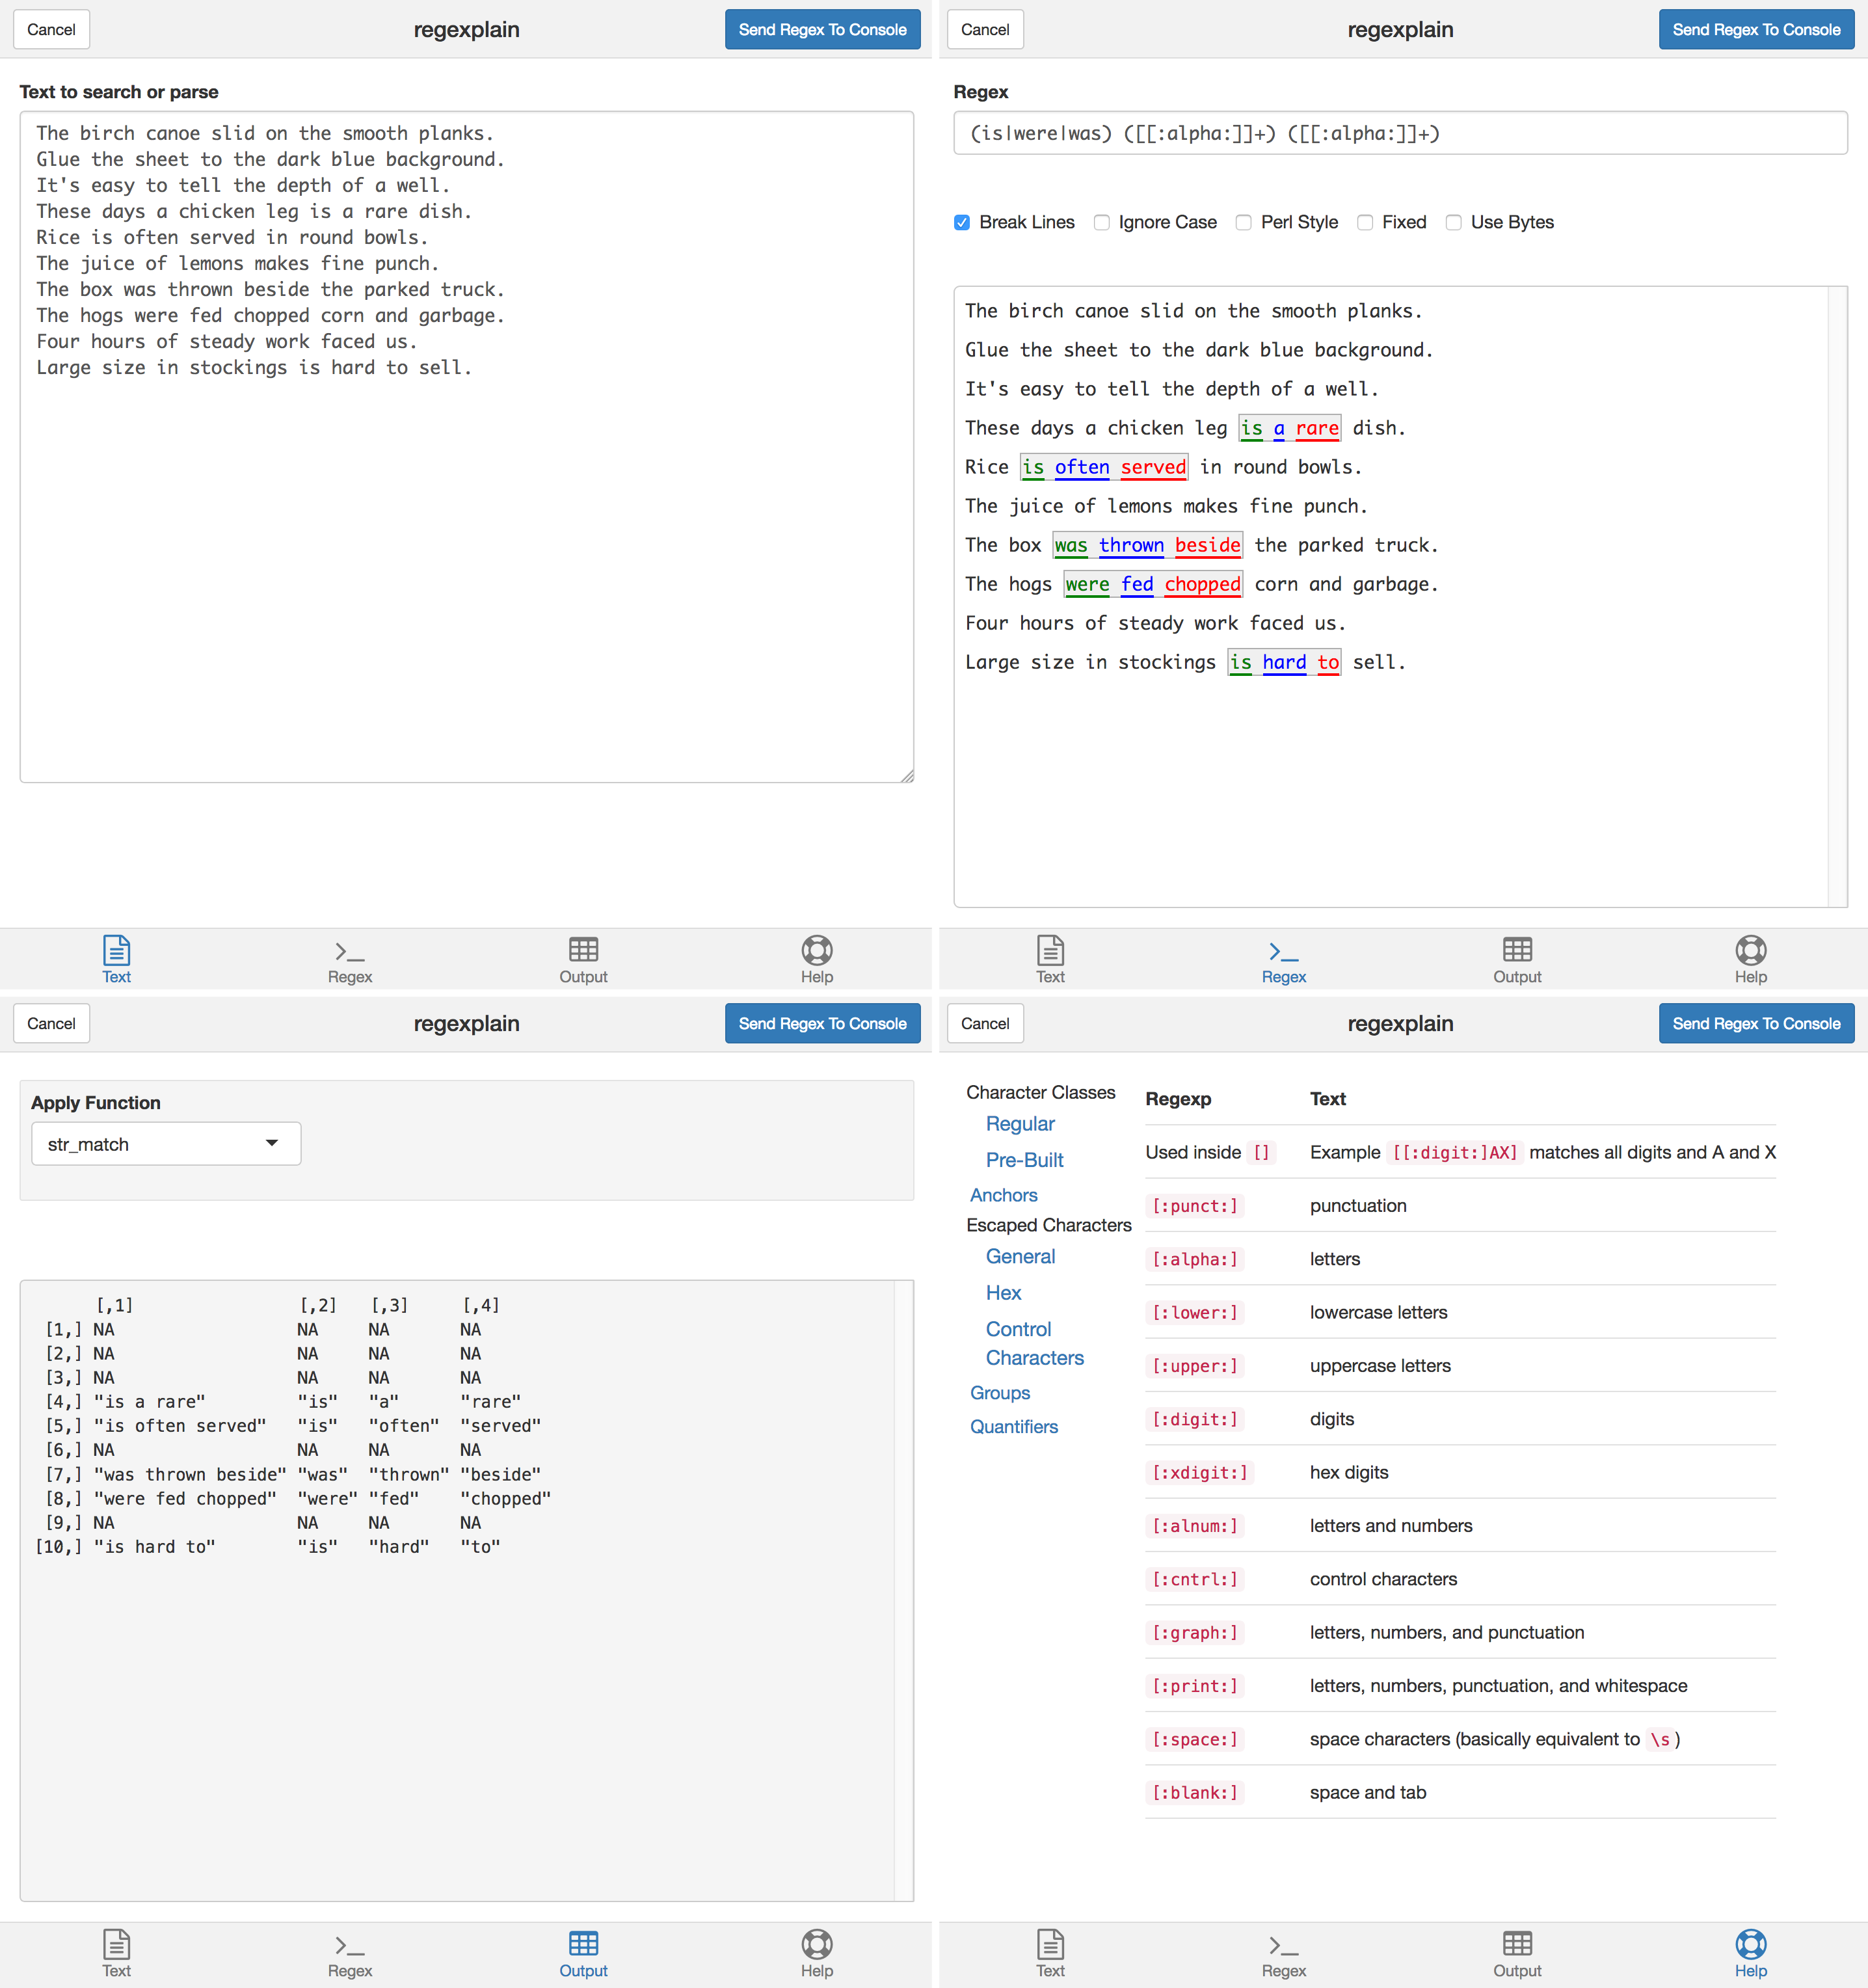 Cancel
regexplain
Send Regex To Console
Text to search or parse
The birch canoe slid on the smooth planks.
Glue the sheet to the dark blue background.
It's easy to tell the depth of a well.
These days a chicken leg is a rare dish.
Rice is often served in round bowls.
The juice of lemons makes fine punch.
The box was thrown beside the parked truck.
The hogs were fed chopped corn and garbage.
Four hours of steady work faced us.
Large size in stockings is hard to sell.
Text
Regex
Output
Help
Cancel
regexplain
Send Regex To Console
Regex
(is|were|was) ([[:alpha:]]+) ([[:alpha:]]+)
Break Lines Ignore Case Perl Style Fixed Use Bytes
The birch canoe slid on the smooth planks.
Glue the sheet to the dark blue background.
It's easy to tell the depth of a well.
These days a chicken leg is a rare dish.
Rice is often served in round bowls.
The juice of lemons makes fine punch.
The box was thrown beside the parked truck.
The hogs were fed chopped corn and garbage.
Four hours of steady work faced us.
Large size in stockings is hard to sell.
Text
Regex
Output
Help
Cancel
regexplain
Send Regex To Console
Apply Function
str_match
[,1] [,2] [,3] [,4]
[1,] NA NA NA NA
[2,] NA NA NA NA
[3,] NA NA NA NA
[4,] "is a rare" "is" "a" "rare"
[5,] "is often served" "is" "often" "served"
[6,] NA NA NA NA
[7,] "was thrown beside" "was" "thrown" "beside"
[8,] "were fed chopped" "were" "fed" "chopped"
[9,] NA NA NA NA
[10,] "is hard to" "is" "hard" "to"
Text
Regex
Output
Help
Cancel
regexplain
Send Regex To Console
Character Classes
Regular
Pre-Built
Anchors
Escaped Characters
General
Hex
Control
Characters
Groups
Quantifiers
Regexp Text
Used inside [] Example [[:digit:]AX] matches all digits and A and X
[:punct:] punctuation
[:alpha:] letters
[:lower:] lowercase letters
[:upper:] uppercase letters
[:digit:] digits
[:xdigit:] hex digits
[:alnum:] letters and numbers
[:cntrl:] control characters
[:graph:] letters, numbers, and punctuation
[:print:] letters, numbers, punctuation, and whitespace
[:space:] space characters (basically equivalent to \s )
[:blank:] space and tab
Text
Regex
Output
Help